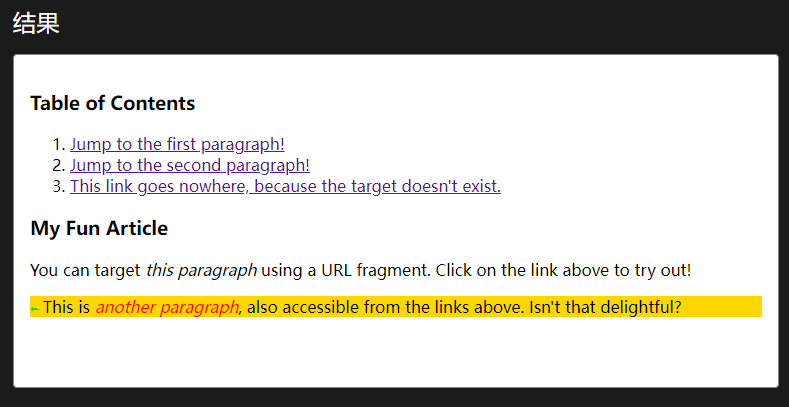 结果
Table of Contents
1. Jump to the first paragraph!
2. Jump to the second paragraph!
3. This link goes nowhere, because the target doesn't exist.
My Fun Article
You can target this paragraph using a URL fragment. Click on the link above to try out!
► This is another paragraph, also accessible from the links above. Isn't that delightful?